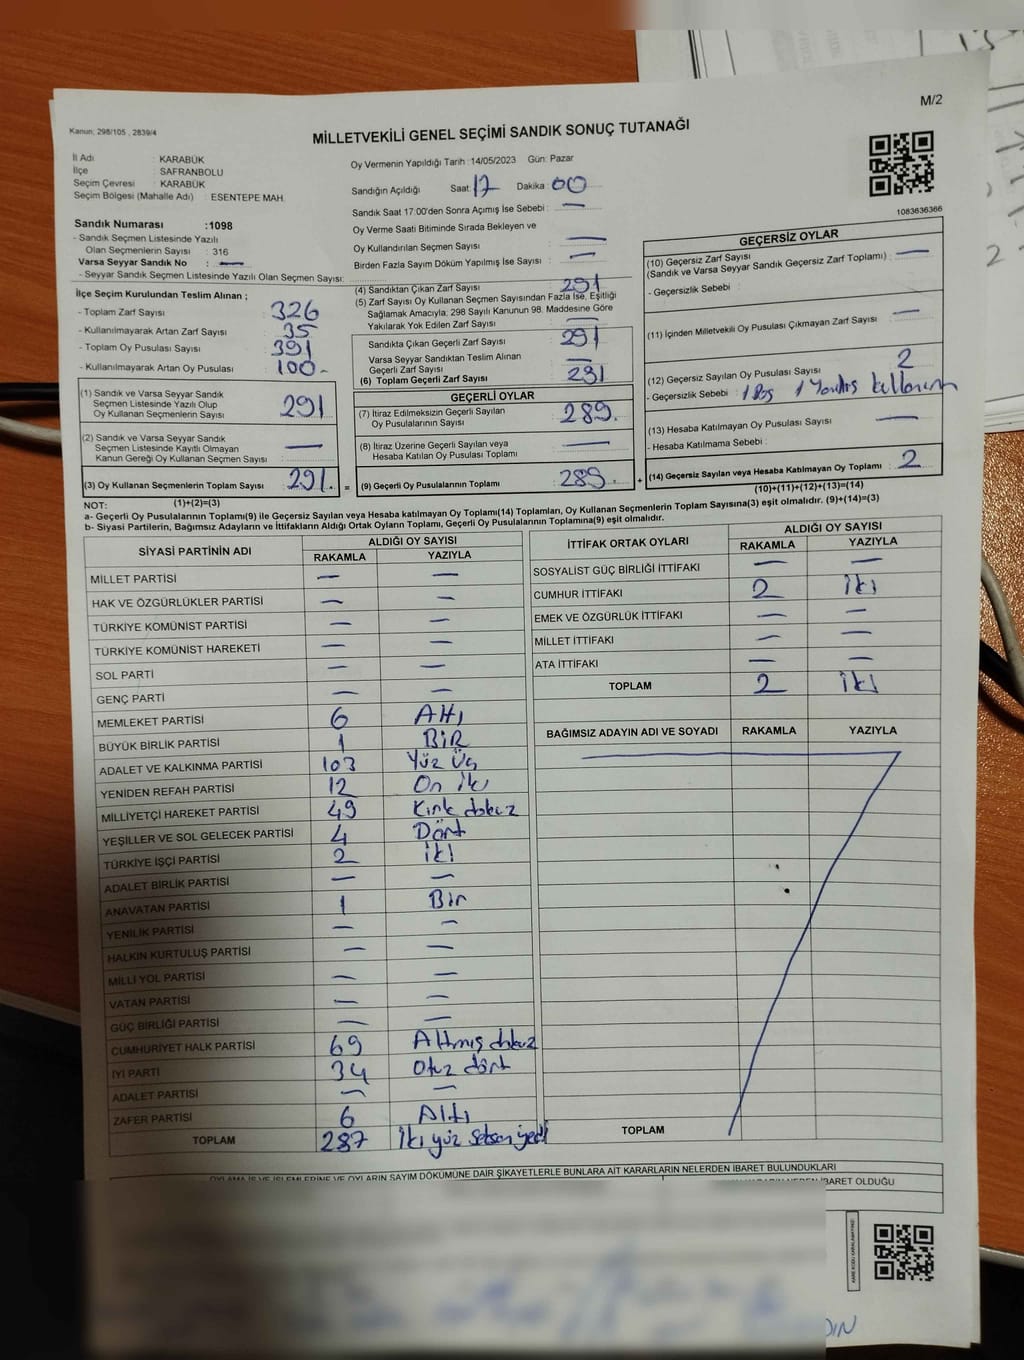 M/2
Kanun; 298/105 , 2839/4
MİLLETVEKİLİ GENEL SEÇİMİ SANDIK SONUÇ TUTANAĞI
İl Adı : KARABÜK
İlçe : SAFRANBOLU
Seçim Çevresi : KARABÜK
Seçim Bölgesi (Mahalle Adı) : ESENTEPE MAH.
Oy Vermenin Yapıldığı Tarih :14/05/2023 Gün: Pazar
Sandığın Açıldığı Saat: 17 Dakika : 00
Sandık Saat 17:00'den Sonra Açımış İse Sebebi : —
Oy Verme Saati Bitiminde Sırada Bekleyen ve
Oy Kullandırılan Seçmen Sayısı : —
Birden Fazla Sayım Döküm Yapılmış İse Sayısı : —
1083636366
Sandık Numarası :1098
- Sandık Seçmen Listesinde Yazılı
Olan Seçmenlerin Sayısı : 316
Varsa Seyyar Sandık No : —
- Seyyar Sandık Seçmen Listesinde Yazılı Olan Seçmen Sayısı:
İlçe Seçim Kurulundan Teslim Alınan ;
- Toplam Zarf Sayısı : 326
- Kullanılmayarak Artan Zarf Sayısı : 35
- Toplam Oy Pusulası Sayısı : 391
- Kullanılmayarak Artan Oy Pusulası : 100-
(1) Sandık ve Varsa Seyyar Sandık
Seçmen Listesinde Yazılı Olup
Oy Kullanan Seçmenlerin Sayısı : 291
(2) Sandık ve Varsa Seyyar Sandık
Seçmen Listesinde Kayıtlı Olmayan
Kanun Gereği Oy Kullanan Seçmen Sayısı : —
(3) Oy Kullanan Seçmenlerin Toplam Sayısı : 291.
(4) Sandıktan Çıkan Zarf Sayısı : 291
(5) Zarf Sayısı Oy Kullanan Seçmen Sayısından Fazla İse, Eşitliği
Sağlamak Amacıyla; 298 Sayılı Kanunun 98. Maddesine Göre
Yakılarak Yok Edilen Zarf Sayısı : —
Sandıkta Çıkan Geçerli Zarf Sayısı : 291
Varsa Seyyar Sandıktan Teslim Alınan
Geçerli Zarf Sayısı : —
(6) Toplam Geçerli Zarf Sayısı : 291
GEÇERLİ OYLAR
(7) İtiraz Edilmeksizin Geçerli Sayılan
Oy Pusulalarının Sayısı : 289.
(8) İtiraz Üzerine Geçerli Sayılan veya
Hesaba Katılan Oy Pusulası Toplamı : —
= (9) Geçerli Oy Pusulalarının Toplamı : 289.
GEÇERSİZ OYLAR
(10) Geçersiz Zarf Sayısı : —
(Sandık ve Varsa Seyyar Sandık Geçersiz Zarf Toplamı)
- Geçersizlik Sebebi :
(11) İçinden Milletvekili Oy Pusulası Çıkmayan Zarf Sayısı : —
(12) Geçersiz Sayılan Oy Pusulası Sayısı : 2
- Geçersizlik Sebebi : 1 Boş 1 Yanlış kullanım
(13) Hesaba Katılmayan Oy Pusulası Sayısı : —
- Hesaba Katılmama Sebebi :
+ (14) Geçersiz Sayılan veya Hesaba Katılmayan Oy Toplamı : 2
(10)+(11)+(12)+(13)=(14)
NOT: (1)+(2)=(3)
a- Geçerli Oy Pusulalarının Toplamı(9) ile Geçersiz Sayılan veya Hesaba katılmayan Oy Toplamı(14) Toplamları, Oy Kullanan Seçmenlerin Toplam Sayısına(3) eşit olmalıdır. (9)+(14)=(3)
b- Siyasi Partilerin, Bağımsız Adayların ve İttifakların Aldığı Ortak Oyların Toplamı, Geçerli Oy Pusulalarının Toplamına(9) eşit olmalıdır.
SİYASİ PARTİNİN ADI ALDIĞI OY SAYISI
RAKAMLA YAZIYLA
MİLLET PARTİSİ — —
HAK VE ÖZGÜRLÜKLER PARTİSİ — —
TÜRKİYE KOMÜNİST PARTİSİ — —
TÜRKİYE KOMÜNİST HAREKETİ — —
SOL PARTİ — —
GENÇ PARTİ — —
MEMLEKET PARTİSİ 6 Altı
BÜYÜK BİRLİK PARTİSİ 1 BİR
ADALET VE KALKINMA PARTİSİ 103 Yüz Üç
YENİDEN REFAH PARTİSİ 12 On iki
MİLLİYETÇİ HAREKET PARTİSİ 49 Kırk dokuz
YEŞİLLER VE SOL GELECEK PARTİSİ 4 Dört
TÜRKİYE İŞÇİ PARTİSİ 2 iki
ADALET BİRLİK PARTİSİ — —
ANAVATAN PARTİSİ 1 Bir
YENİLİK PARTİSİ — —
HALKIN KURTULUŞ PARTİSİ — —
MİLLİ YOL PARTİSİ — —
VATAN PARTİSİ — —
GÜÇ BİRLİĞİ PARTİSİ — —
CUMHURİYET HALK PARTİSİ 69 Altmış dokuz
İYİ PARTİ 34 Otuz dört
ADALET PARTİSİ — —
ZAFER PARTİSİ 6 Altı
TOPLAM 287 iki yüz seksen yedi
İTTİFAK ORTAK OYLARI ALDIĞI OY SAYISI
RAKAMLA YAZIYLA
SOSYALİST GÜÇ BİRLİĞİ İTTİFAKI — —
CUMHUR İTTİFAKI 2 iki
EMEK VE ÖZGÜRLÜK İTTİFAKI — —
MİLLET İTTİFAKI — —
ATA İTTİFAKI — —
TOPLAM 2 iki
BAĞIMSIZ ADAYIN ADI VE SOYADI RAKAMLA YAZIYLA
TOPLAM
OYLAMA İŞ VE İŞLEMLERİNE VE OYLARIN SAYIM DÖKÜMÜNE DAİR ŞİKAYETLERLE BUNLARA AİT KARARLARIN NELERDEN İBARET BULUNDUKLARI
İBARET OLDUĞU